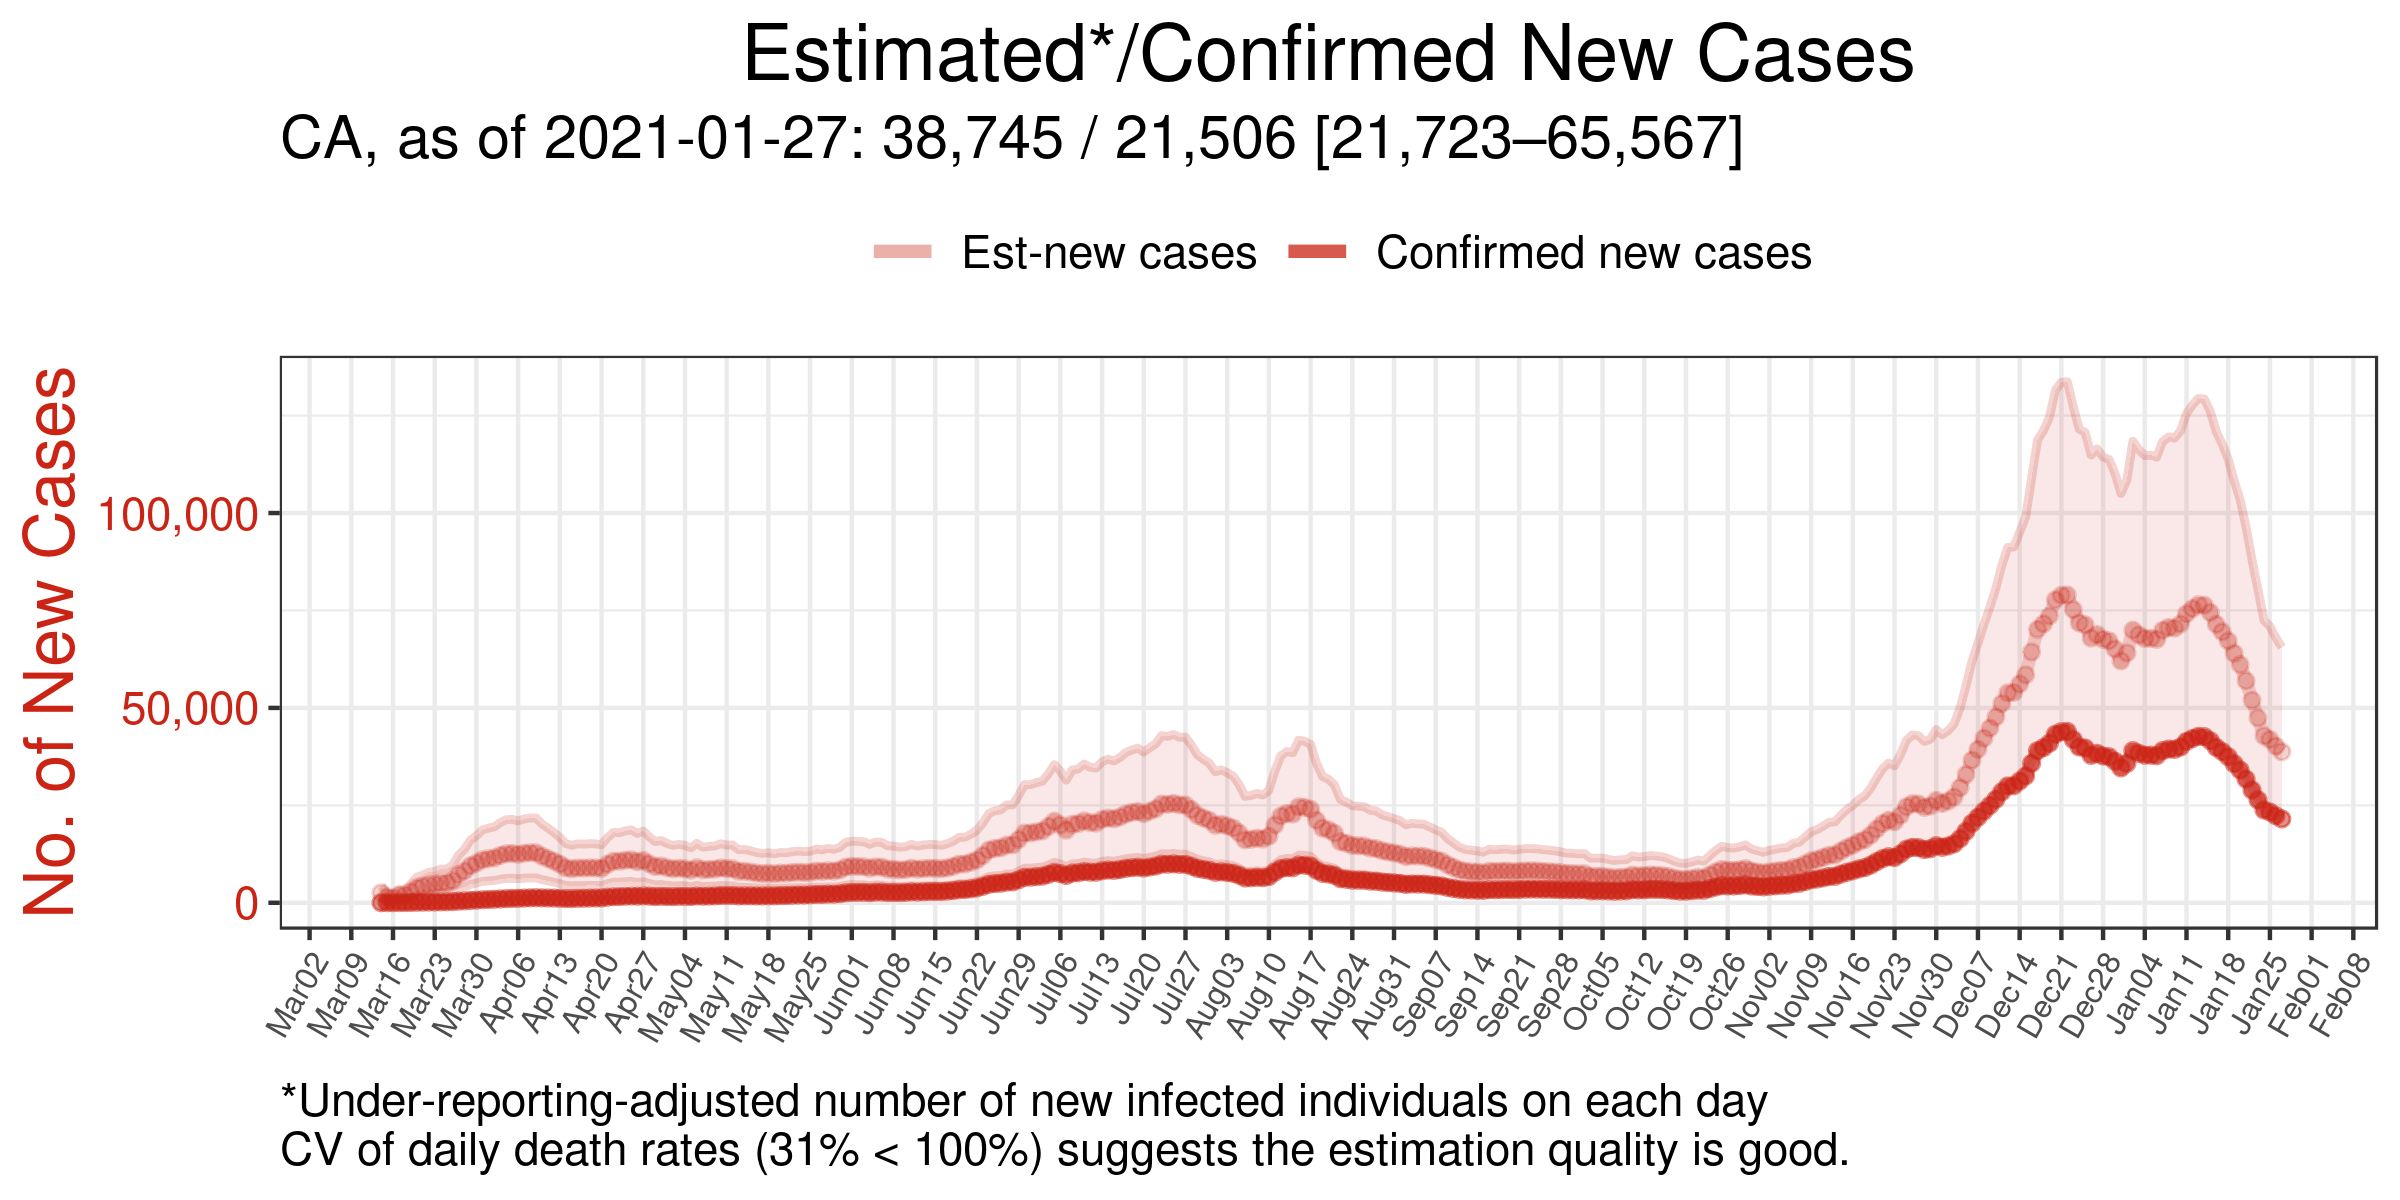 Estimated*/Confirmed New Cases
CA, as of 2021-01-27: 38,745 / 21,506 [21,723–65,567]
Est-new cases
Confirmed new cases
No. of New Cases
100,000
50,000
0
Mar02
Mar09
Mar16
Mar23
Mar30
Apr06
Apr13
Apr20
Apr27
May04
May11
May18
May25
Jun01
Jun08
Jun15
Jun22
Jun29
Jul06
Jul13
Jul20
Jul27
Aug03
Aug10
Aug17
Aug24
Aug31
Sep07
Sep14
Sep21
Sep28
Oct05
Oct12
Oct19
Oct26
Nov02
Nov09
Nov16
Nov23
Nov30
Dec07
Dec14
Dec21
Dec28
Jan04
Jan11
Jan18
Jan25
Feb01
Feb08
*Under-reporting-adjusted number of new infected individuals on each day
CV of daily death rates (31% < 100%) suggests the estimation quality is good.